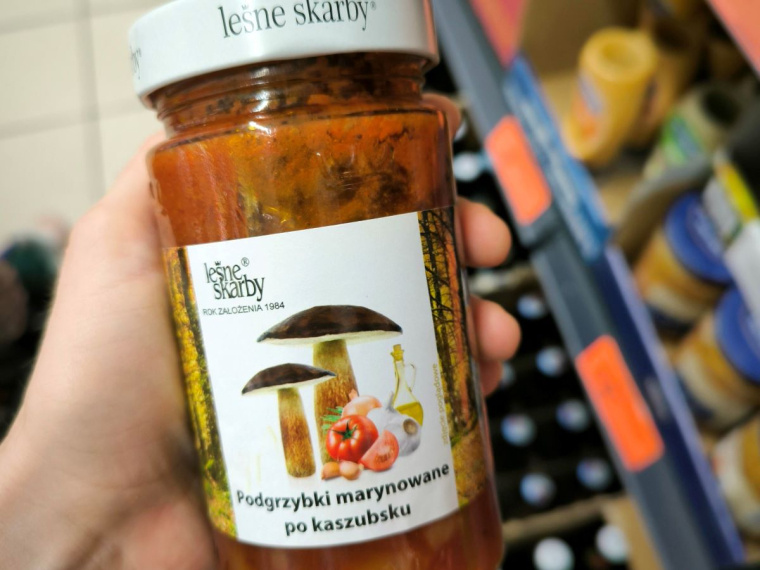 leśne skarby®
leśne®
skarby
ROK ZAŁOŻENIA 1984
Podgrzybki marynowane
po kaszubsku